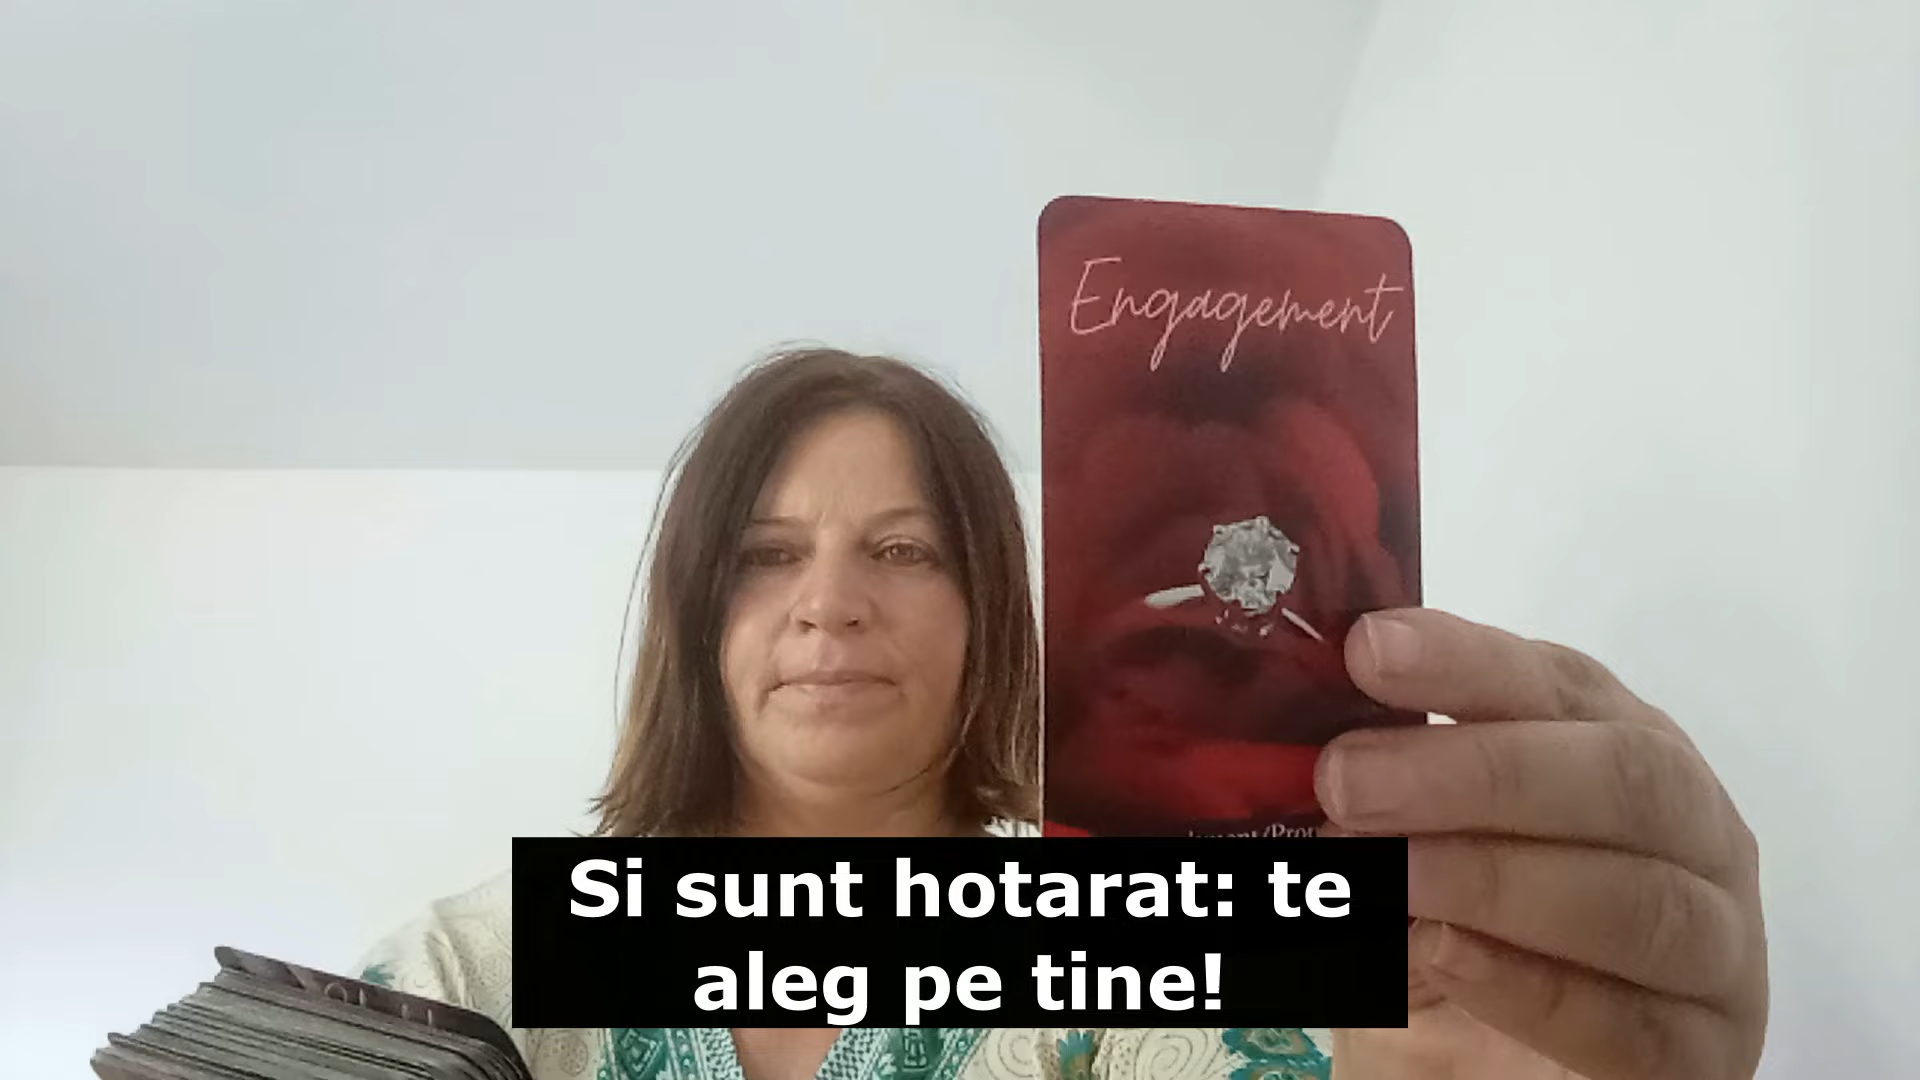 Engagement
Si sunt hotarat: te
aleg pe tine!